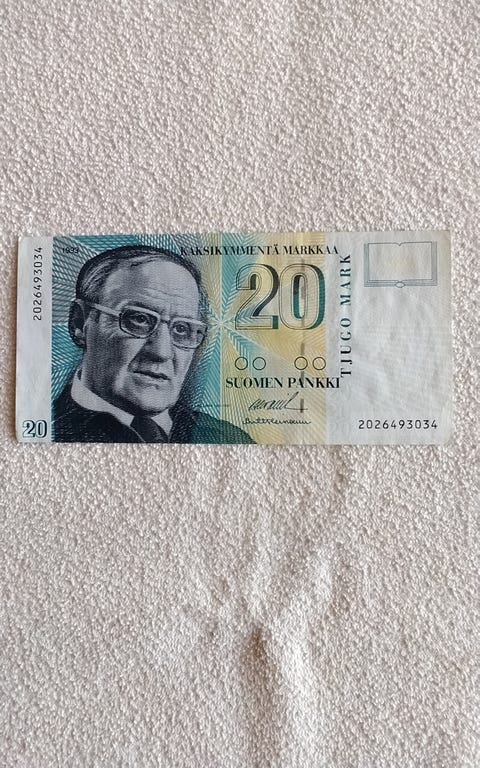 2026493034
1993
KAKSIKYMMENTÄ MARKKAA
20
TJUGO MARK
SUOMEN PANKKI
20
2026493034